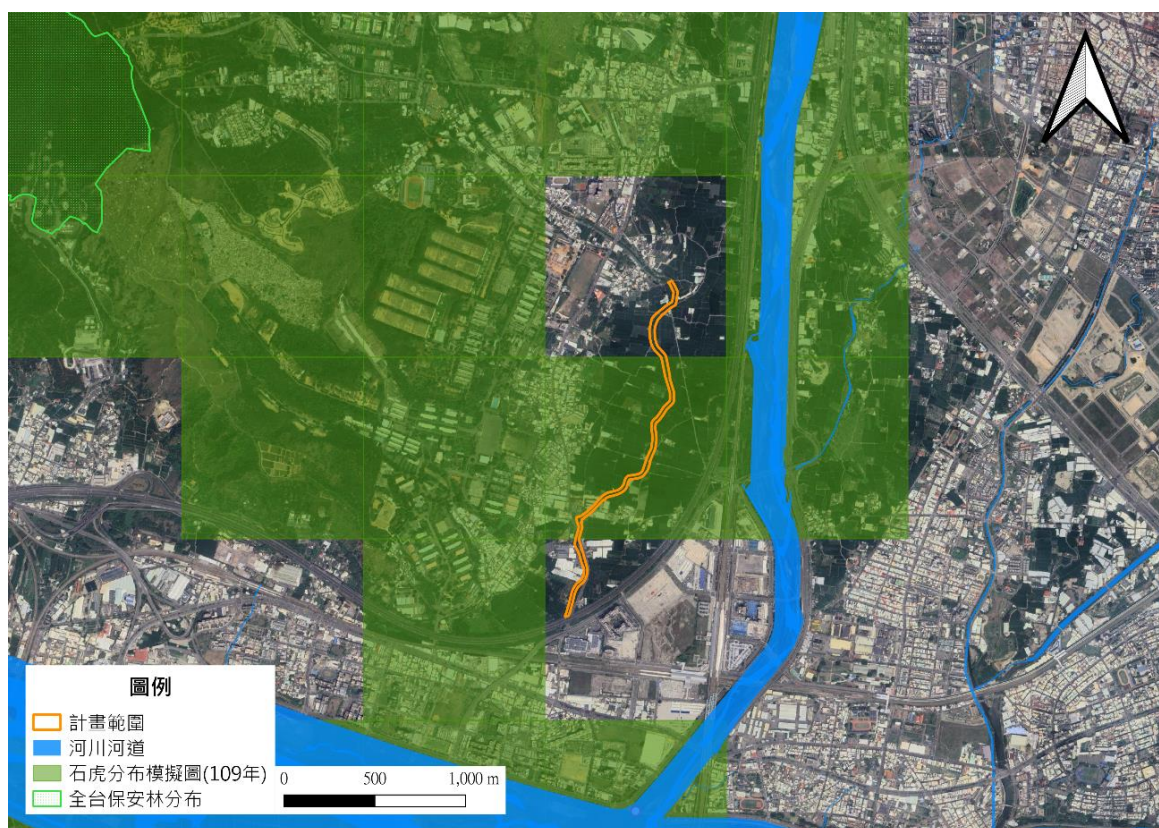 圖例
計畫範圍
河川河道
石虎分布模擬圖(109年)
全台保安林分布
0 500 1,000 m